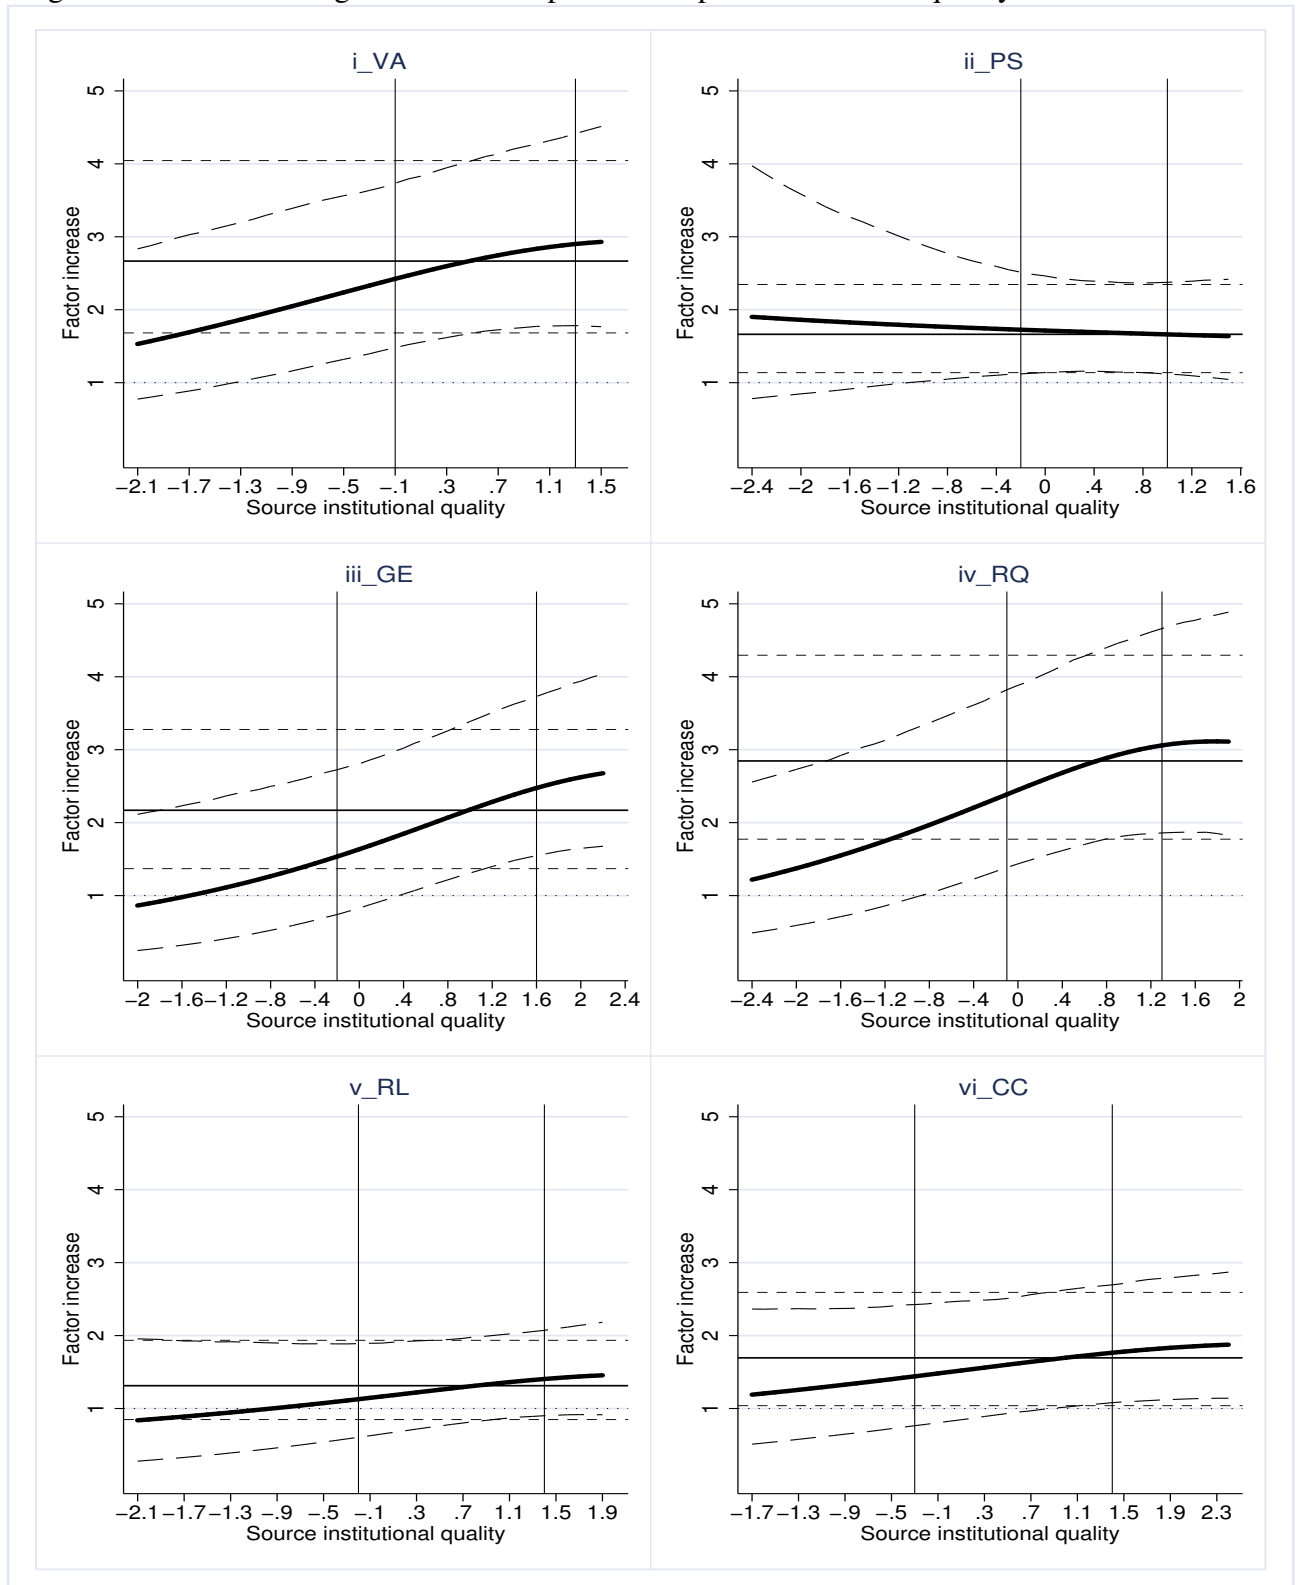 i_VA
5
4
3
2
1
Factor increase
−2.1 −1.7 −1.3 −.9 −.5 −.1 .3 .7 1.1 1.5
Source institutional quality
ii_PS
5
4
3
2
1
Factor increase
−2.4 −2 −1.6 −1.2 −.8 −.4 0 .4 .8 1.2 1.6
Source institutional quality
iii_GE
5
4
3
2
1
Factor increase
−2 −1.6 −1.2 −.8 −.4 0 .4 .8 1.2 1.6 2 2.4
Source institutional quality
iv_RQ
5
4
3
2
1
Factor increase
−2.4 −2 −1.6 −1.2 −.8 −.4 0 .4 .8 1.2 1.6 2
Source institutional quality
v_RL
5
4
3
2
1
Factor increase
−2.1 −1.7 −1.3 −.9 −.5 −.1 .3 .7 1.1 1.5 1.9
Source institutional quality
vi_CC
5
4
3
2
1
Factor increase
−1.7 −1.3 −.9 −.5 −.1 .3 .7 1.1 1.5 1.9 2.3
Source institutional quality